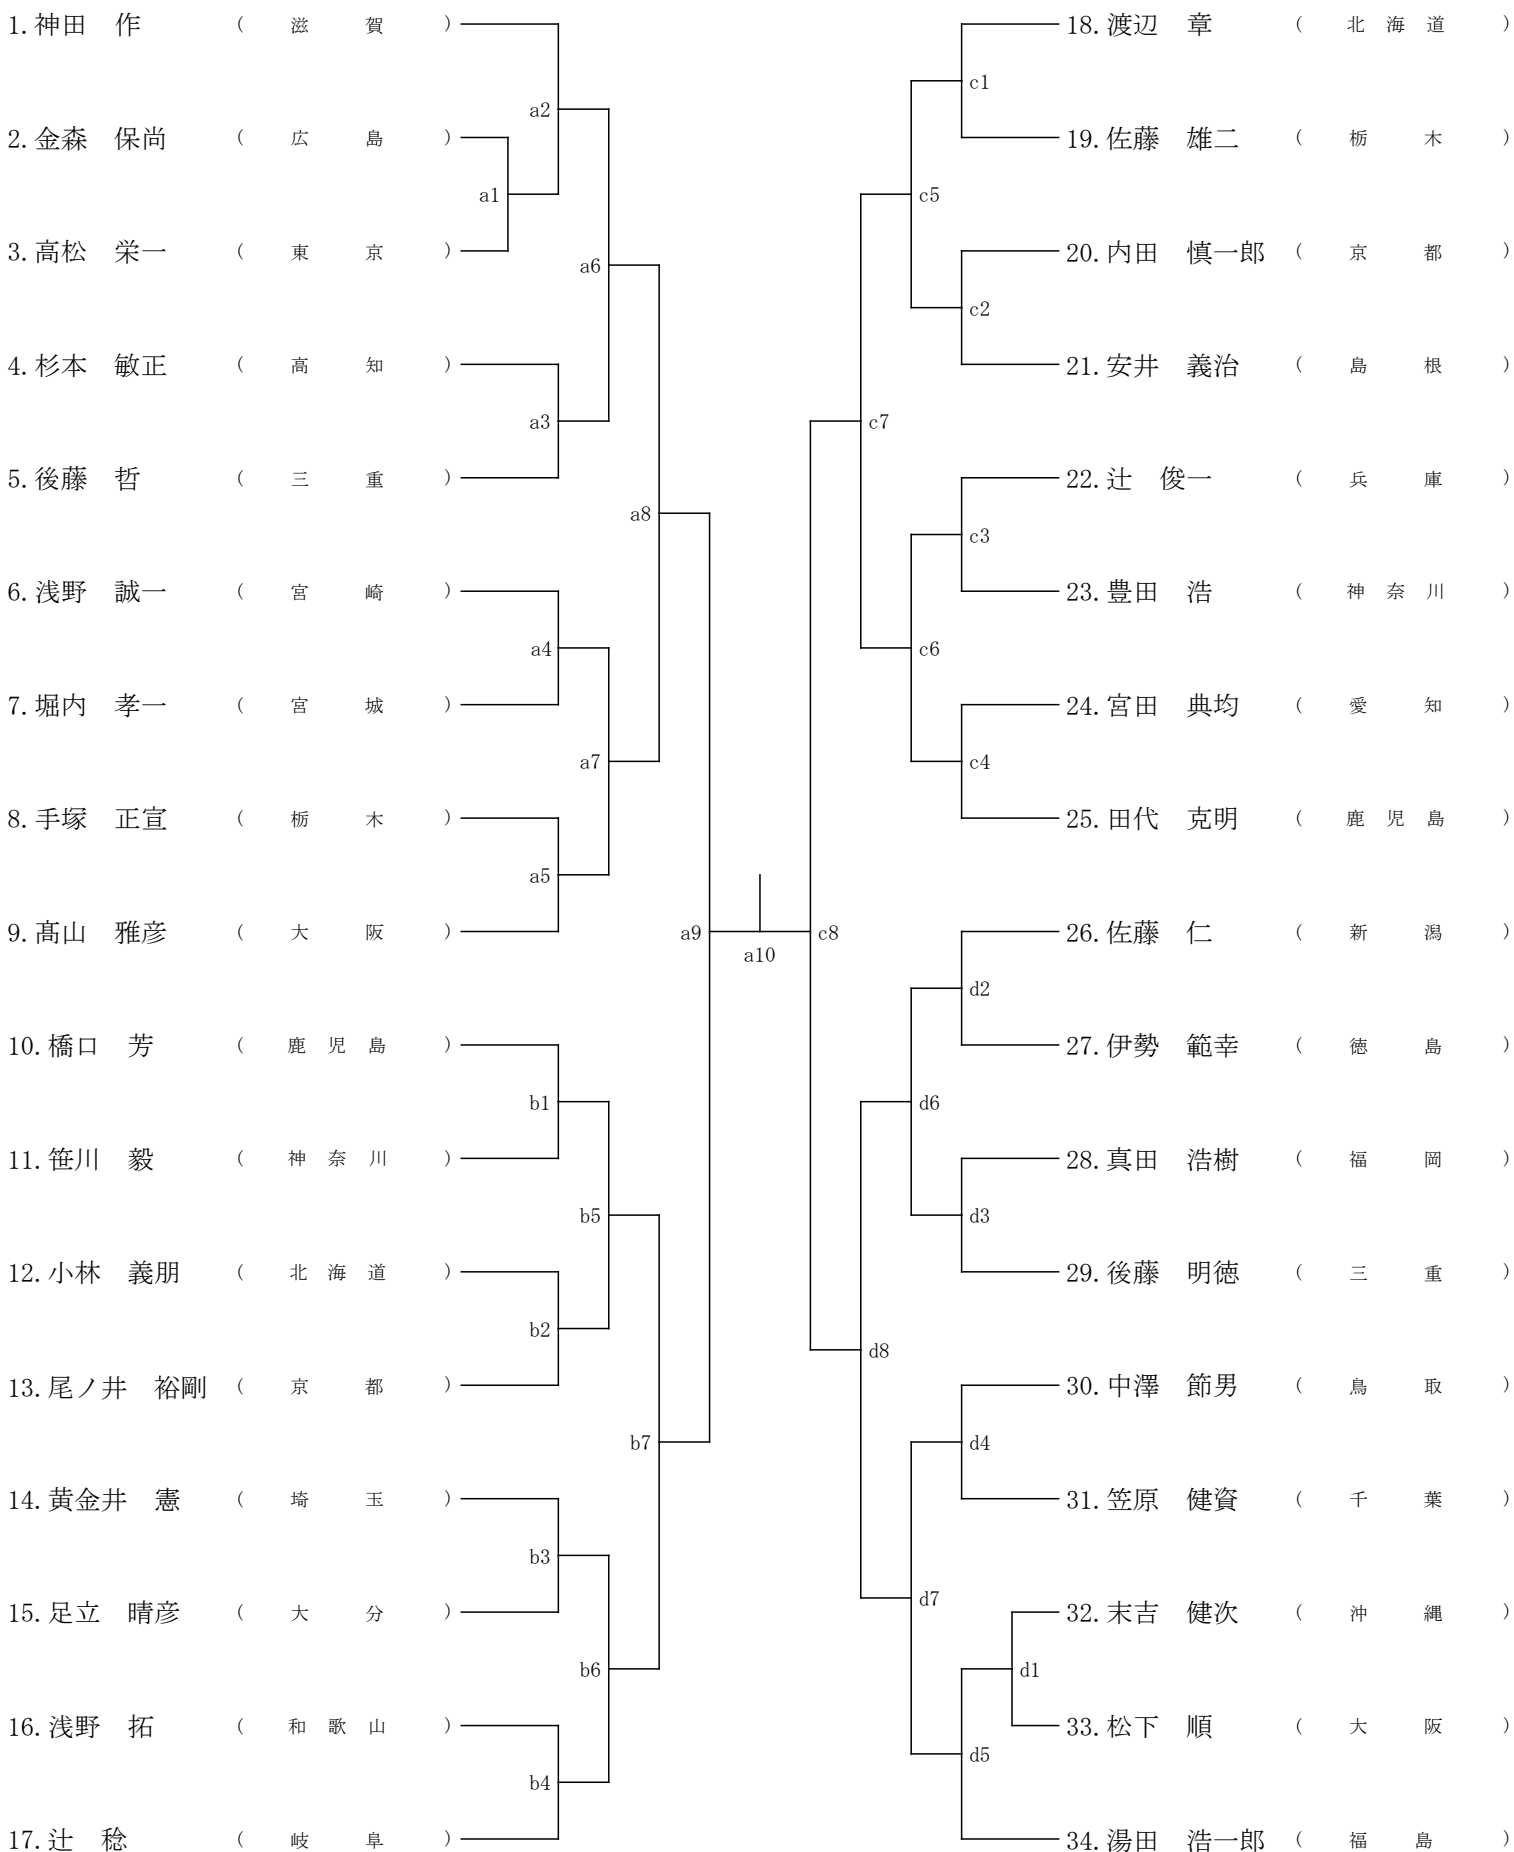 1.神田　作　(　滋　賀　)
a2
2.金森　保尚　(　広　島　)
a1
3.高松　栄一　(　東　京　)
a6
4.杉本　敏正　(　高　知　)
a3
5.後藤　哲　(　三　重　)
a8
6.浅野　誠一　(　宮　崎　)
a4
7.堀内　孝一　(　宮　城　)
a7
8.手塚　正宣　(　栃　木　)
a5
9.髙山　雅彦　(　大　阪　)
a9
a10
10.橋口　芳　(　鹿　児　島　)
b1
11.笹川　毅　(　神　奈　川　)
b5
12.小林　義朋　(　北　海　道　)
b2
13.尾ノ井　裕剛　(　京　都　)
b7
14.黄金井　憲　(　埼　玉　)
b3
15.足立　晴彦　(　大　分　)
b6
16.浅野　拓　(　和　歌　山　)
b4
17.辻　稔　(　岐　阜　)
18.渡辺　章　(　北　海　道　)
c1
19.佐藤　雄二　(　栃　木　)
c5
20.内田　慎一郎　(　京　都　)
c2
21.安井　義治　(　島　根　)
c7
22.辻　俊一　(　兵　庫　)
c3
23.豊田　浩　(　神　奈　川　)
c6
24.宮田　典均　(　愛　知　)
c4
25.田代　克明　(　鹿　児　島　)
c8
26.佐藤　仁　(　新　潟　)
d2
27.伊勢　範幸　(　徳　島　)
d6
28.真田　浩樹　(　福　岡　)
d3
29.後藤　明徳　(　三　重　)
d8
30.中澤　節男　(　鳥　取　)
d4
31.笠原　健資　(　千　葉　)
d7
32.末吉　健次　(　沖　縄　)
d1
33.松下　順　(　大　阪　)
d5
34.湯田　浩一郎　(　福　島　)